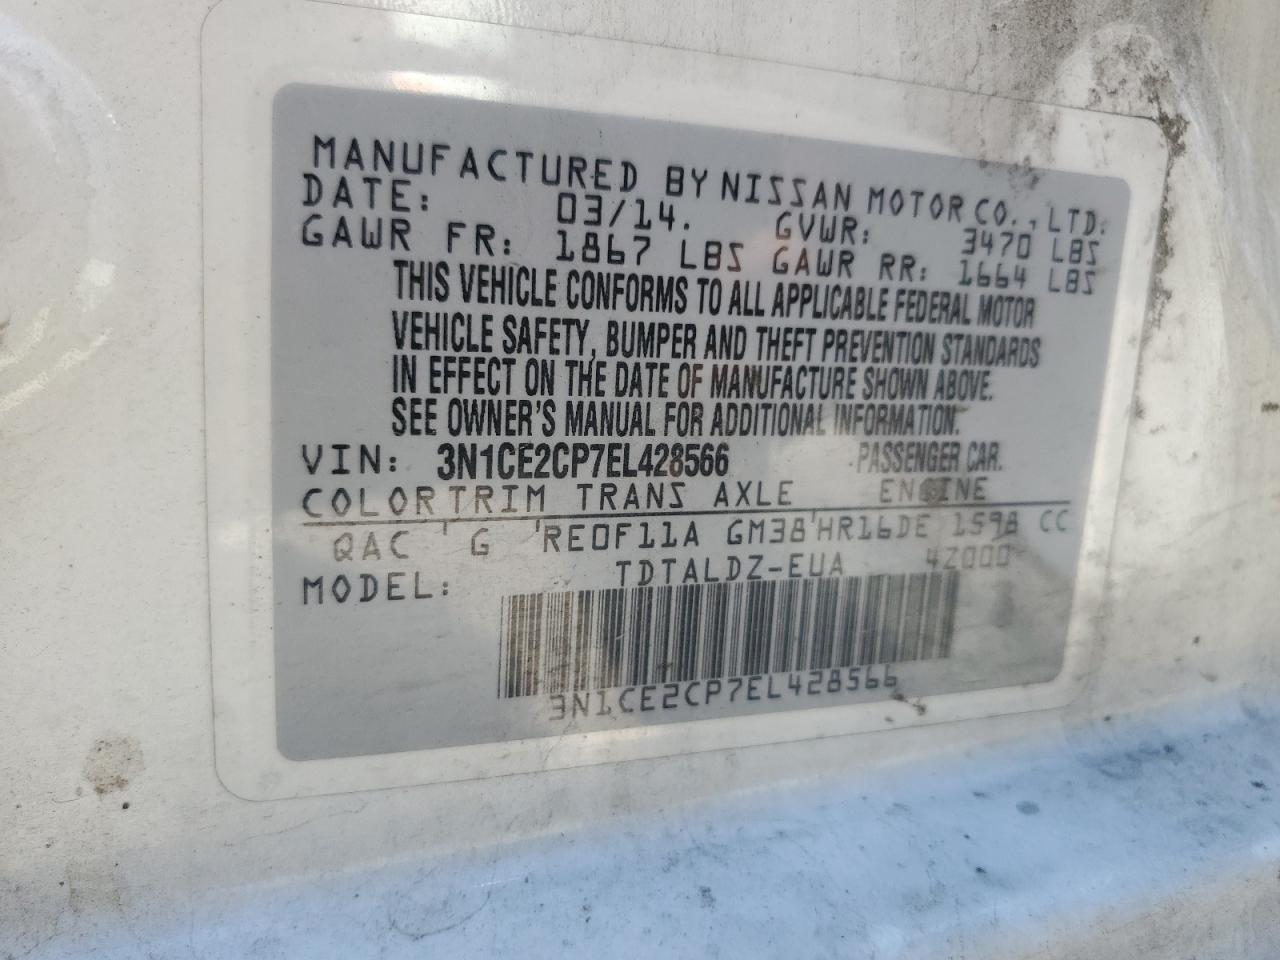 MANUFACTURED BY NISSAN MOTOR CO., LTD.
DATE: 03/14. GVWR: 3470 LBS
GAWR FR: 1867 LBS GAWR RR: 1664 LBS
THIS VEHICLE CONFORMS TO ALL APPLICABLE FEDERAL MOTOR
VEHICLE SAFETY, BUMPER AND THEFT PREVENTION STANDARDS
IN EFFECT ON THE DATE OF MANUFACTURE SHOWN ABOVE.
SEE OWNER'S MANUAL FOR ADDITIONAL INFORMATION.
VIN: 3N1CE2CP7EL428566 PASSENGER CAR.
COLOR TRIM TRANS AXLE ENGINE
QAC ' G ' RE0F11A GM38 ' HR16DE 1598 CC
MODEL: TDTALDZ-EUA 4Z000
3N1CE2CP7EL428566